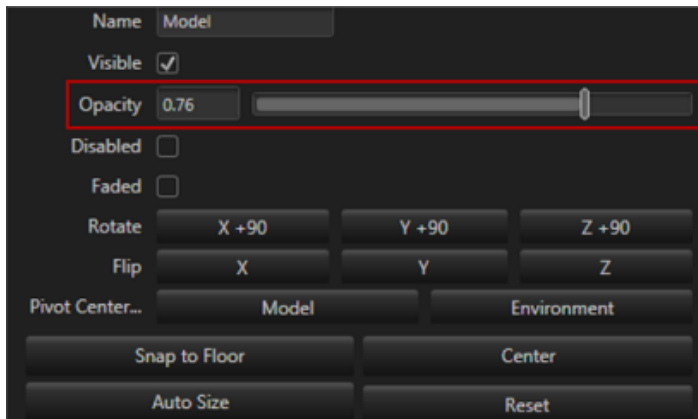 Name Model
Visible
Opacity 0.76
Disabled
Faded
Rotate X +90 Y +90 Z +90
Flip X Y Z
Pivot Center... Model Environment
Snap to Floor Center
Auto Size Reset